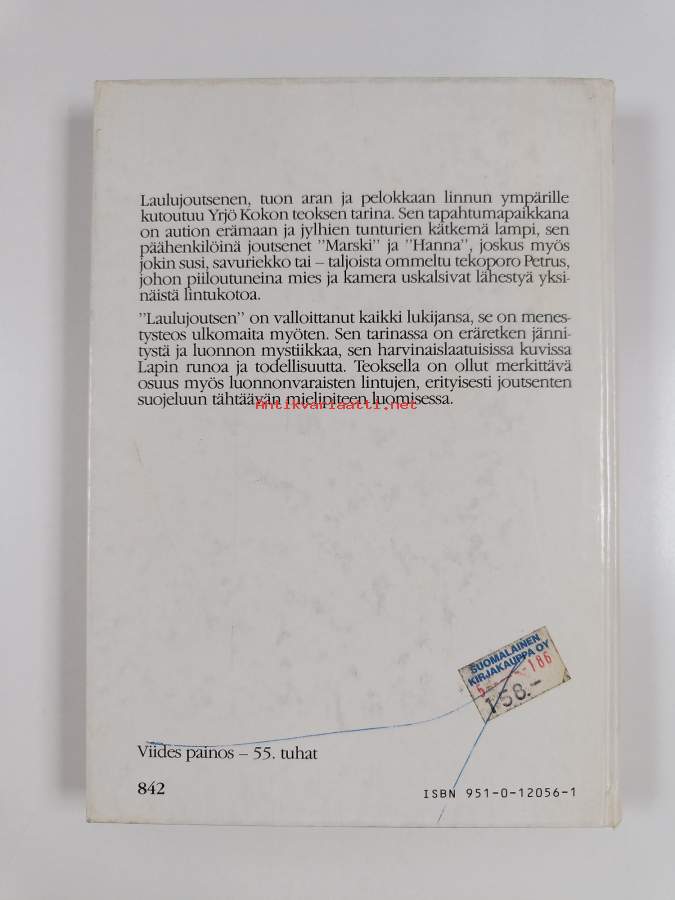 Laulujoutsenen, tuon aran ja pelokkaan linnun ympärille
kutoutuu Yrjö Kokon teoksen tarina. Sen tapahtumapaikkana
on aution erämaan ja jylhien tunturien kätkemä lampi, sen
päähenkilöinä joutsenet ”Marski” ja ”Hanna”, joskus myös
jokin susi, savuriekko tai – taljoista ommeltu tekoporo Petrus,
johon piiloutuneina mies ja kamera uskalsivat lähestyä yksi-
näistä lintukotoa.
”Laulujoutsen” on valloittanut kaikki lukijansa, se on menes-
tysteos ulkomaita myöten. Sen tarinassa on eräretken jänni-
tystä ja luonnon mystiikkaa, sen harvinaislaatuisissa kuvissa
Lapin runoa ja todellisuutta. Teoksella on ollut merkittävä
osuus myös luonnonvaraisten lintujen, erityisesti joutsenten
suojeluun tähtäävän mielipiteen luomisessa.
Antikvariaatti.net
SUOMALAINEN
KIRJAKAUPPA OY
158.-
Viides painos – 55. tuhat
842
ISBN 951-0-12056-1